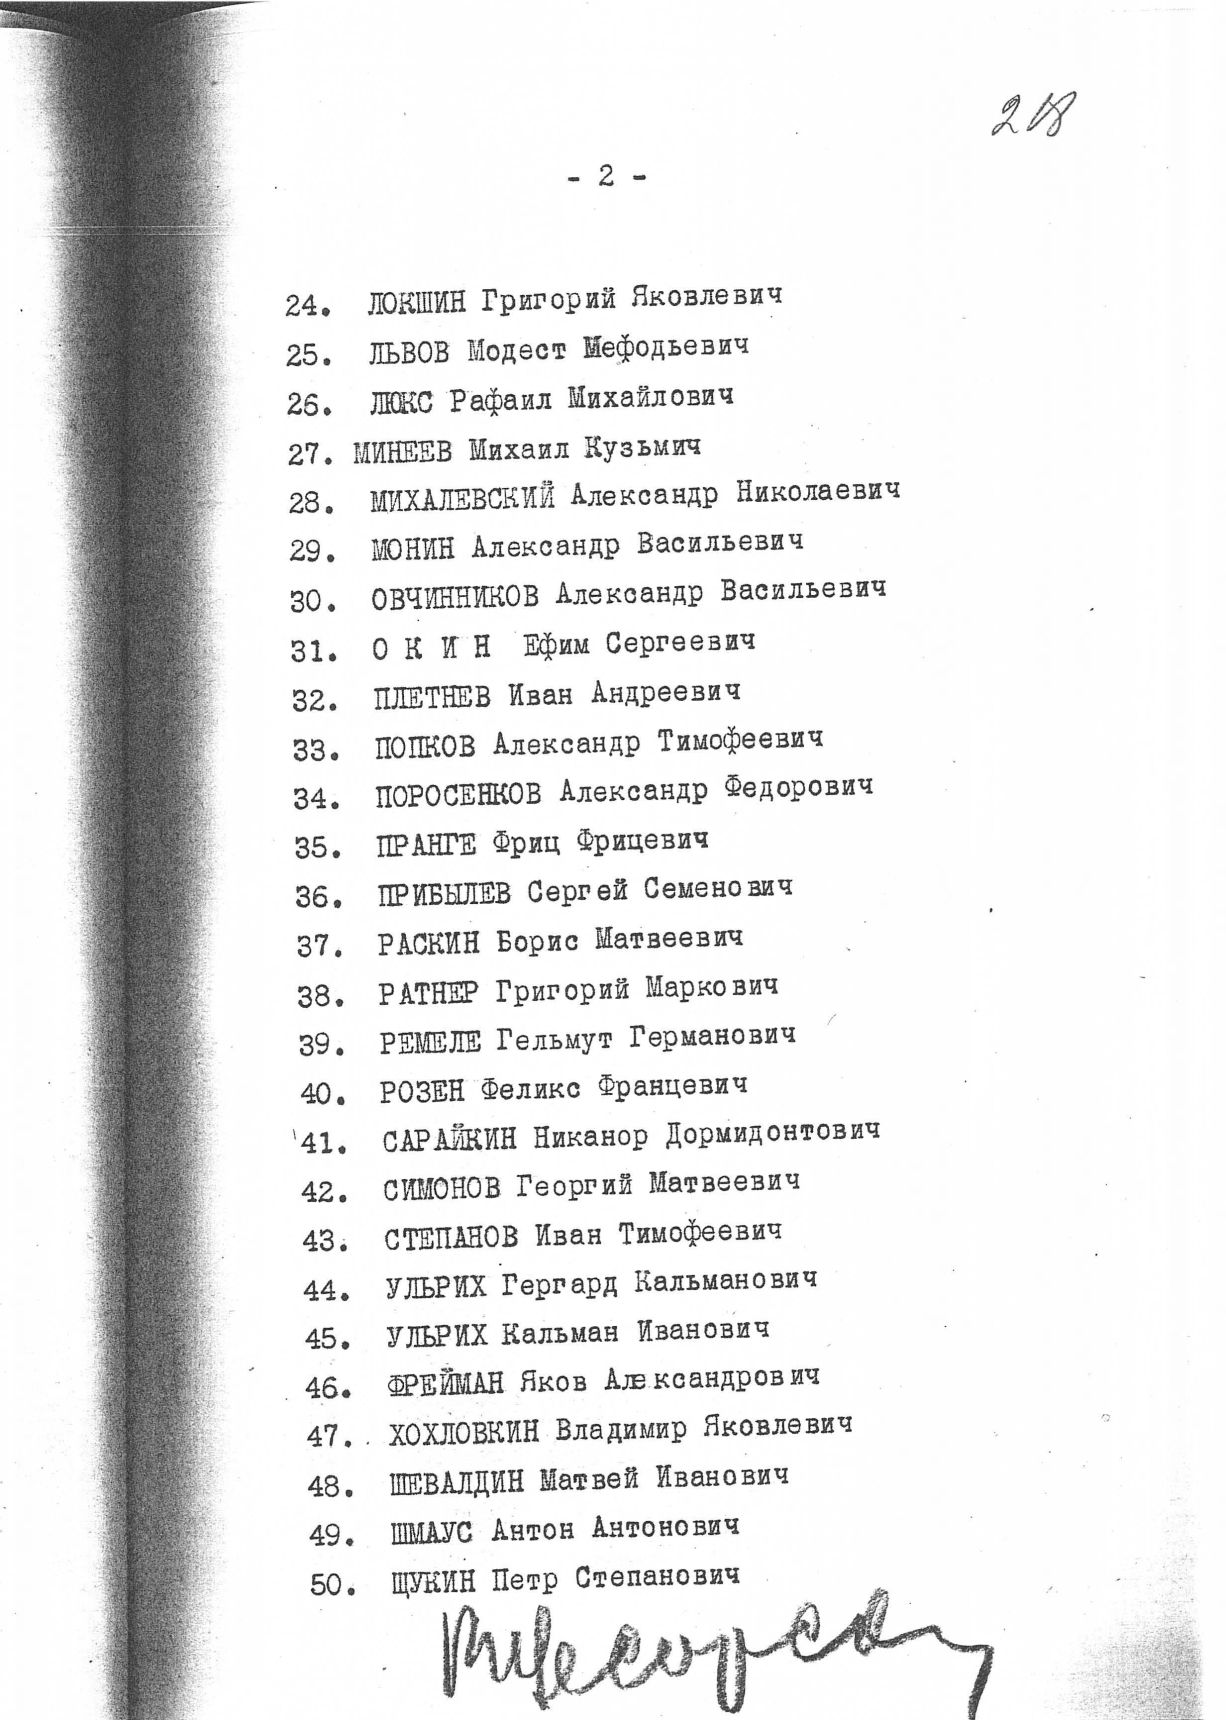 218
- 2 -
24. ЛОКШИН Григорий Яковлевич
25. ЛЬВОВ Модест Мефодьевич
26. ЛЮКС Рафаил Михайлович
27. МИНЕЕВ Михаил Кузьмич
28. МИХАЛЕВСКИЙ Александр Николаевич
29. МОНИН Александр Васильевич
30. ОВЧИННИКОВ Александр Васильевич
31. О К И Н Ефим Сергеевич
32. ПЛЕТНЕВ Иван Андреевич
33. ПОПКОВ Александр Тимофеевич
34. ПОРОСЕНКОВ Александр Федорович
35. ПРАНГЕ Фриц Фрицевич
36. ПРИБЫЛЕВ Сергей Семенович
37. РАСКИН Борис Матвеевич
38. РАТНЕР Григорий Маркович
39. РЕМЕЛЕ Гельмут Германович
40. РОЗЕН Феликс Францевич
41. САРАЙКИН Никанор Дормидонтович
42. СИМОНОВ Георгий Матвеевич
43. СТЕПАНОВ Иван Тимофеевич
44. УЛЬРИХ Гергард Кальманович
45. УЛЬРИХ Кальман Иванович
46. ФРЕЙМАН Яков Александрович
47. ХОХЛОВКИН Владимир Яковлевич
48. ШЕВАЛДИН Матвей Иванович
49. ШМАУС Антон Антонович
50. ЩУКИН Петр Степанович